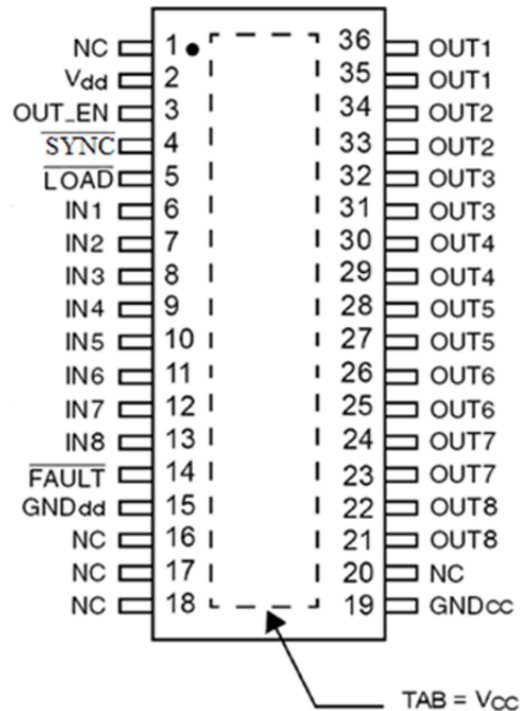 NC 1 36 OUT1
Vdd 2 35 OUT1
OUT_EN 3 34 OUT2
SYNC 4 33 OUT2
LOAD 5 32 OUT3
IN1 6 31 OUT3
IN2 7 30 OUT4
IN3 8 29 OUT4
IN4 9 28 OUT5
IN5 10 27 OUT5
IN6 11 26 OUT6
IN7 12 25 OUT6
IN8 13 24 OUT7
FAULT 14 23 OUT7
GNDdd 15 22 OUT8
NC 16 21 OUT8
NC 17 20 NC
NC 18 19 GNDCC
TAB = VCC